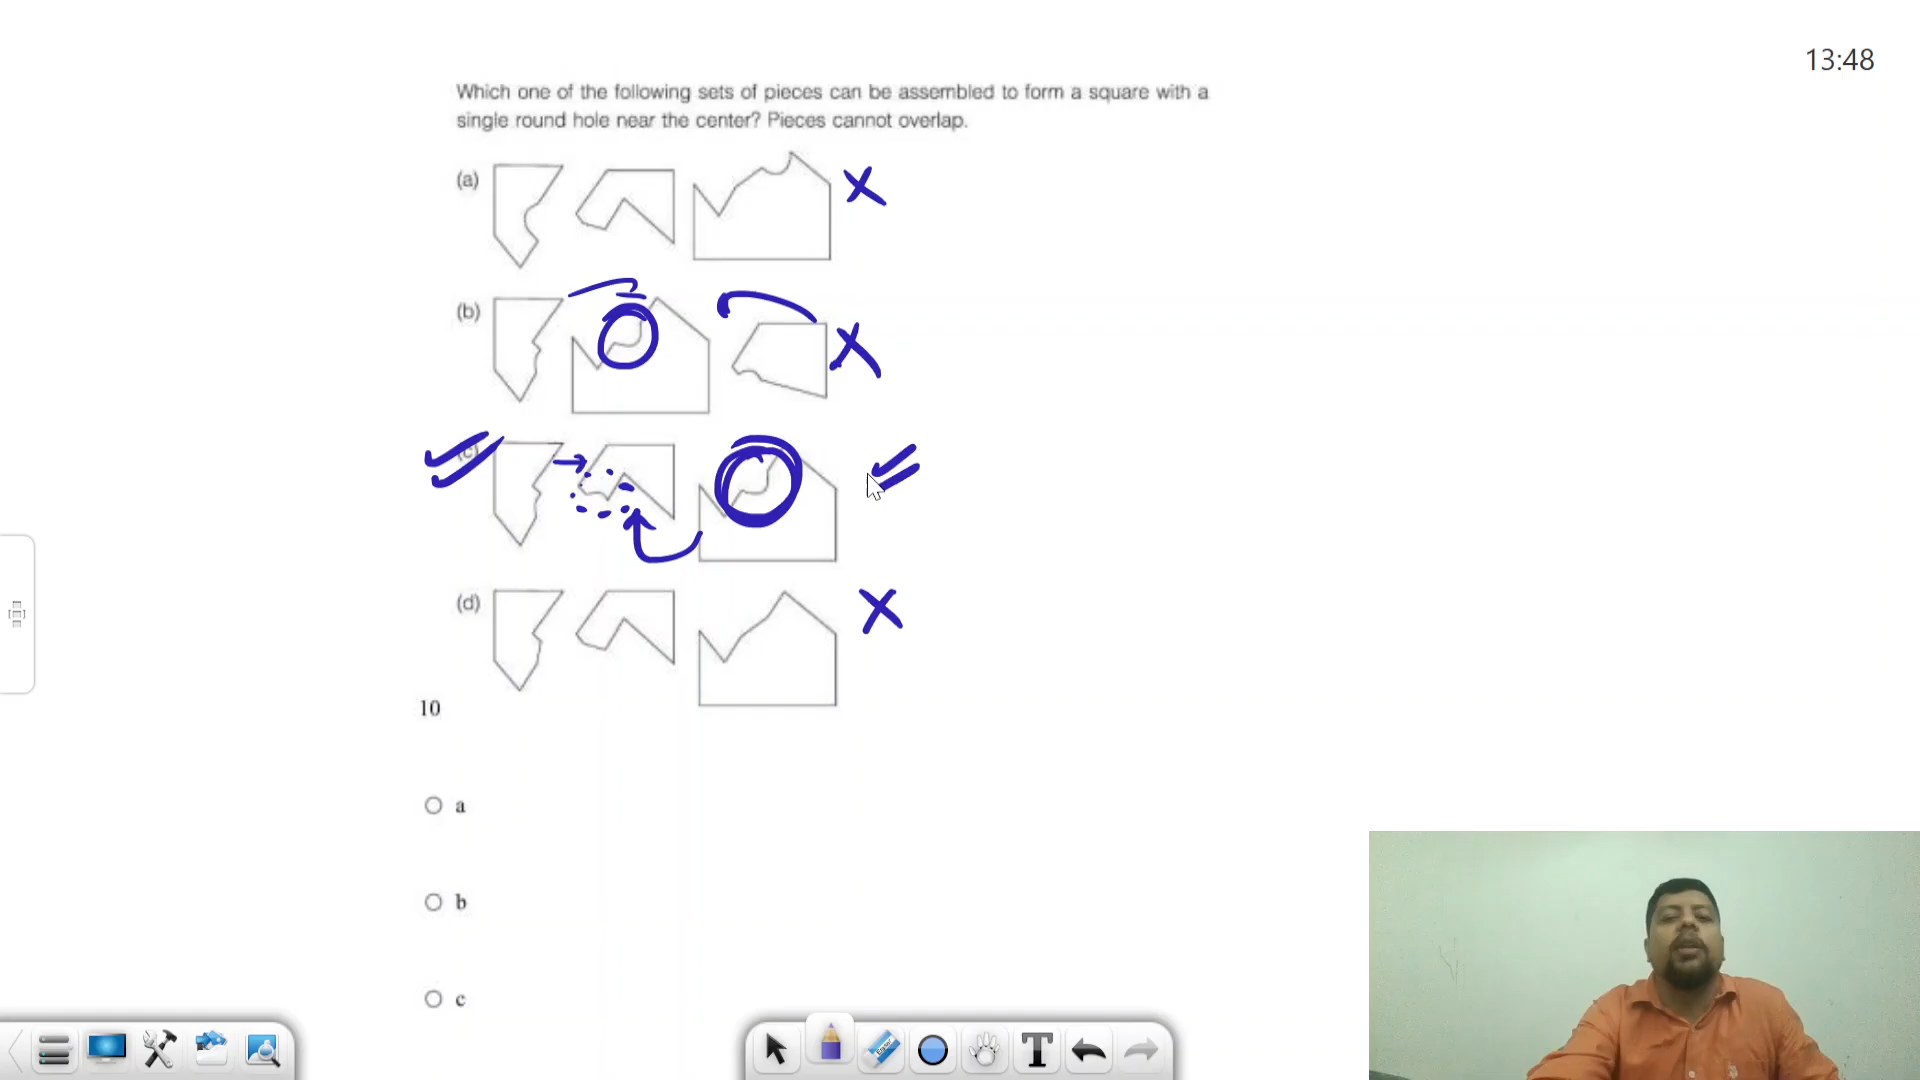 13:48
Which one of the following sets of pieces can be assembled to form a square with a
single round hole near the center? Pieces cannot overlap.
(a)
(b)
(c)
(d)
10
a
b
c
T